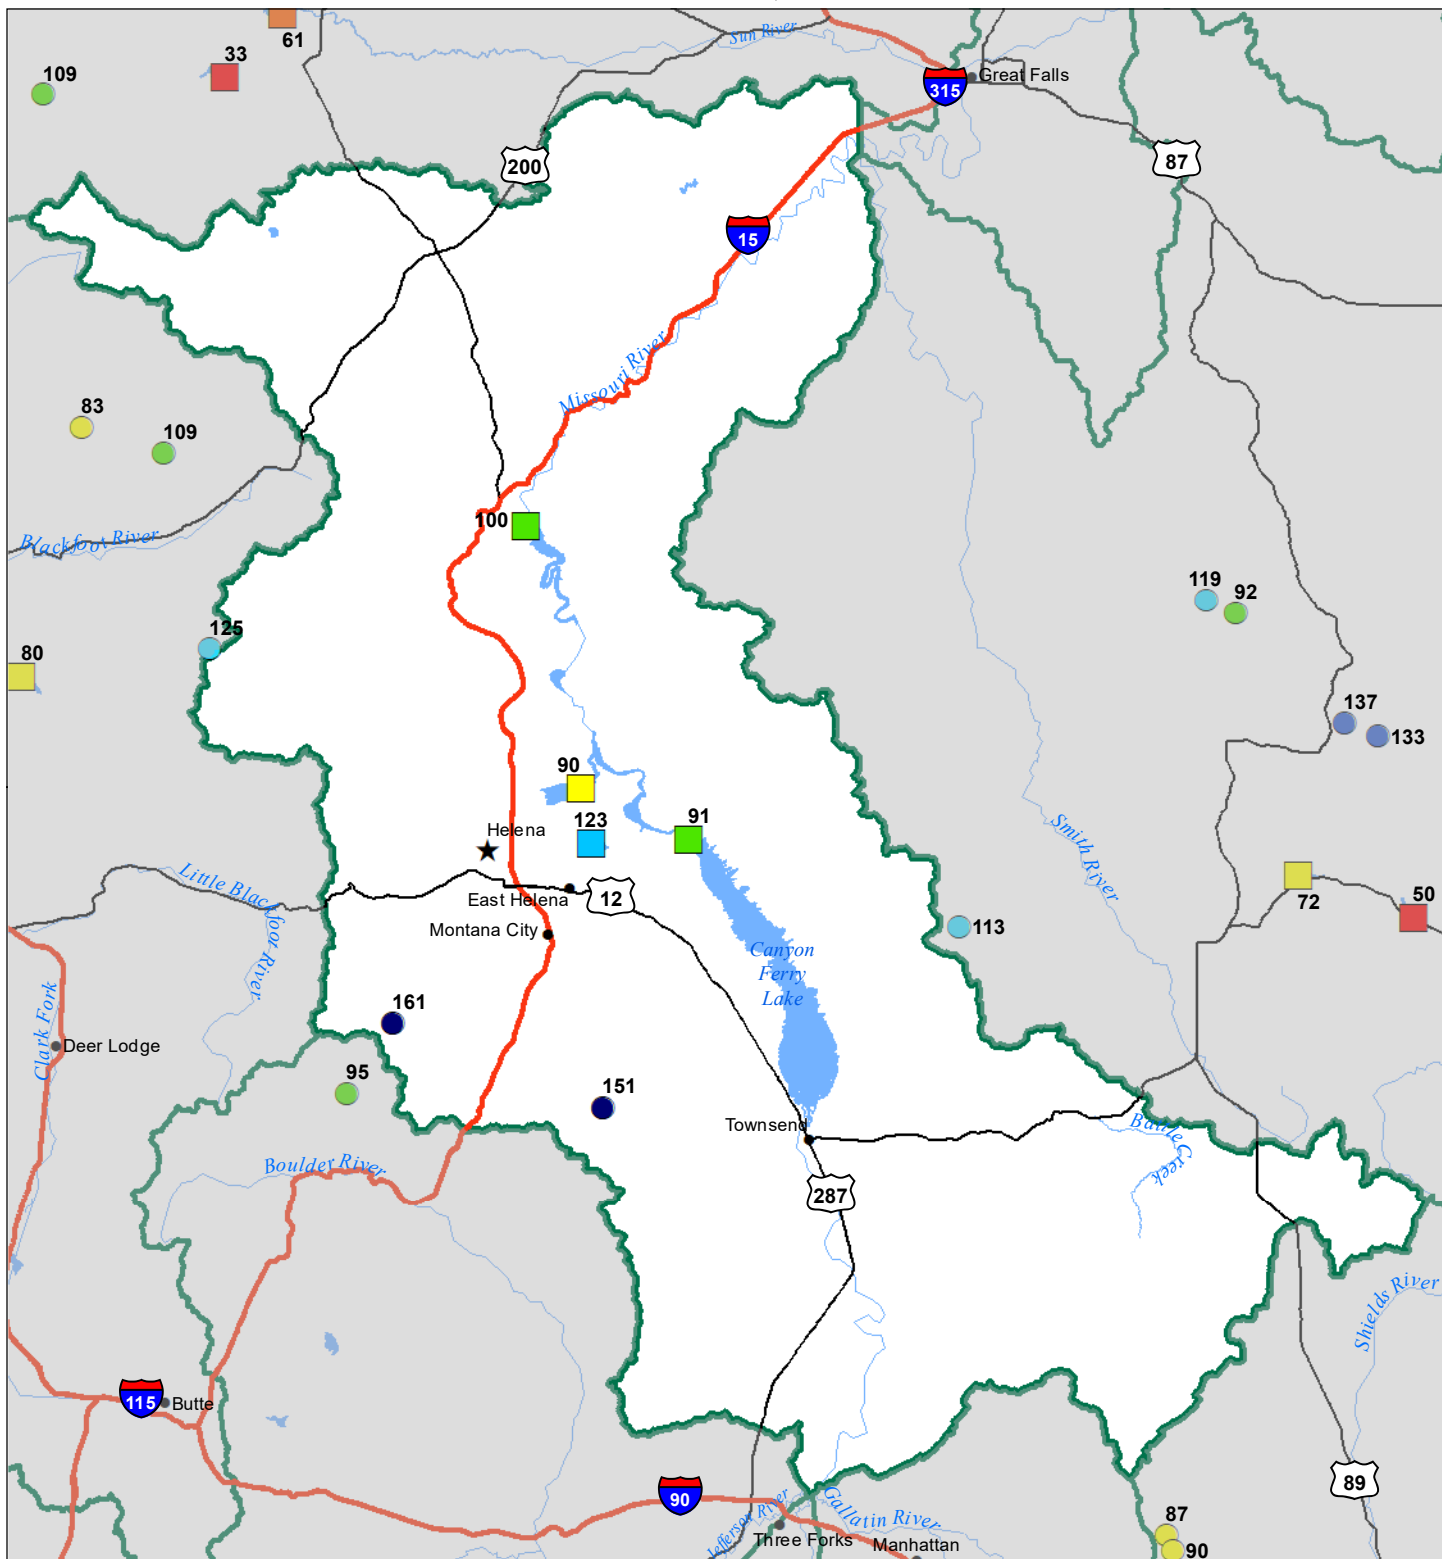 Sun River
61
33
109
Great Falls
315
200
87
15
Missouri River
83
109
100
Blackfoot River
119
92
125
80
137
133
90
123
91
Helena
Smith River
Little Blackfoot River
East Helena
12
72
50
Montana City
113
Canyon
Ferry
Lake
Clark Fork
161
Deer Lodge
95
151
Townsend
Battle Creek
Boulder River
287
Shields River
115
Butte
89
90
Jefferson River
Gallatin River
87
Three Forks
Manhattan
90